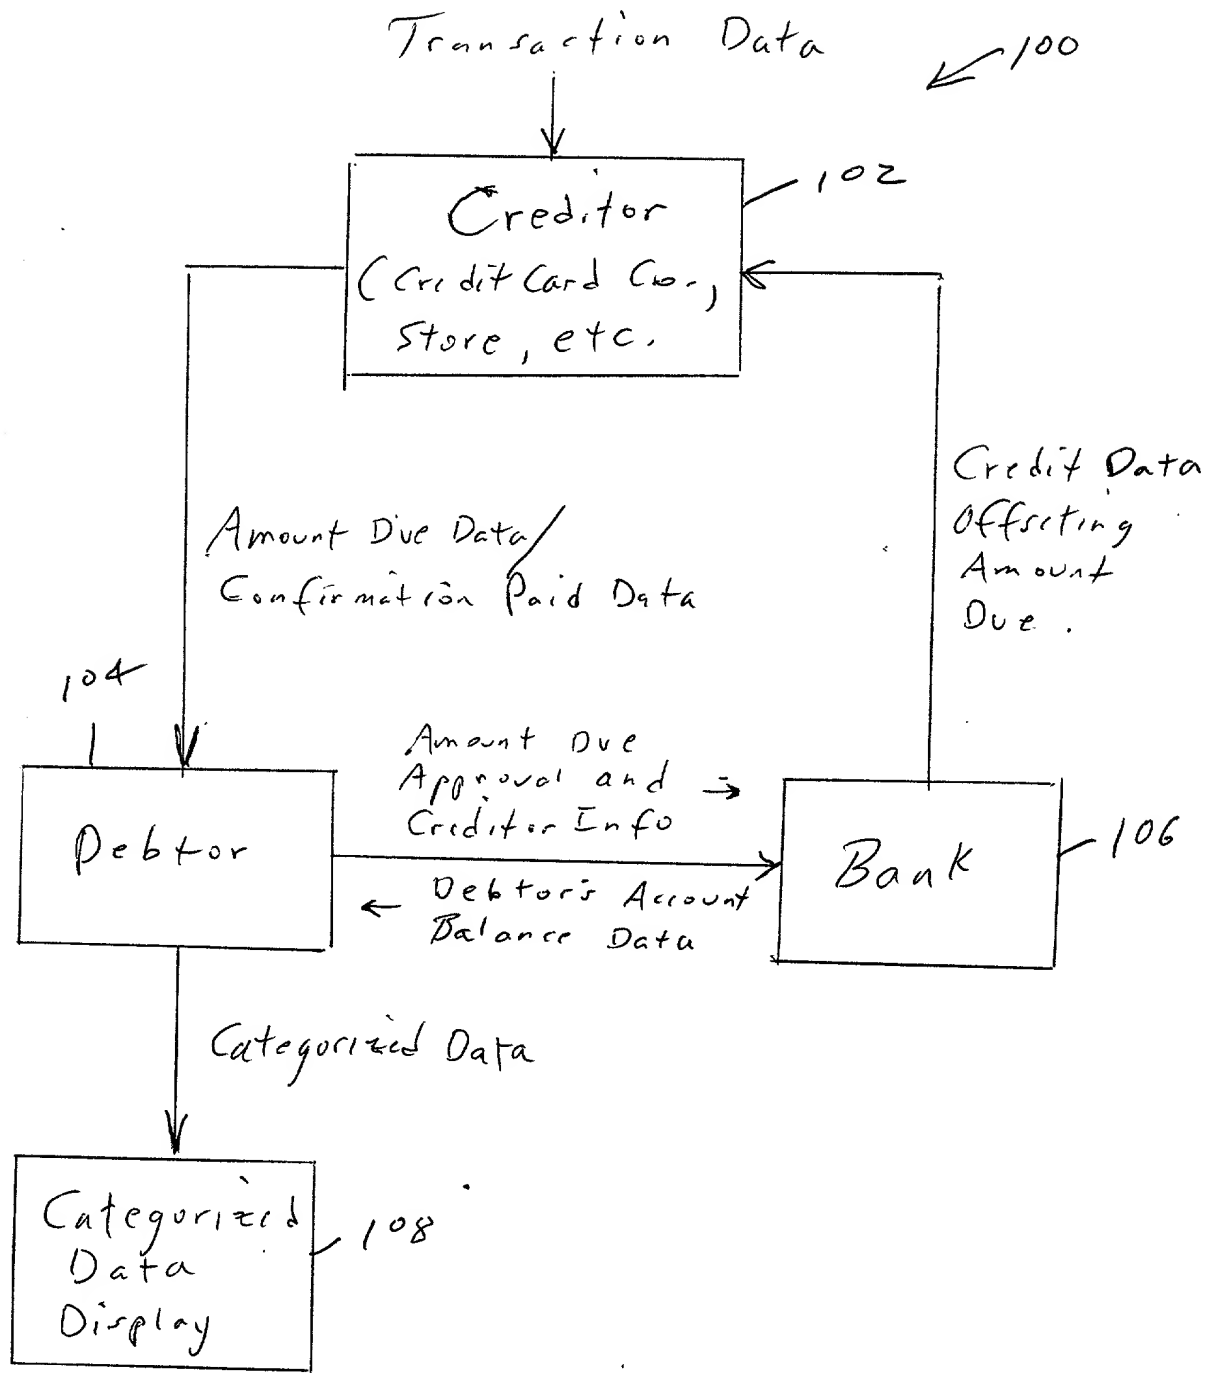 Transaction Data
100
102
Creditor
(Credit Card Co.,
Store, etc.
Credit Data
Offsetting
Amount
Due.
Amount Due Data/
Confirmation Paid Data
104
Amount Due
Approval and
Creditor Info
Debtor
Bank
106
Debtor's Account
Balance Data
Categorized Data
Categorized
Data
Display
108